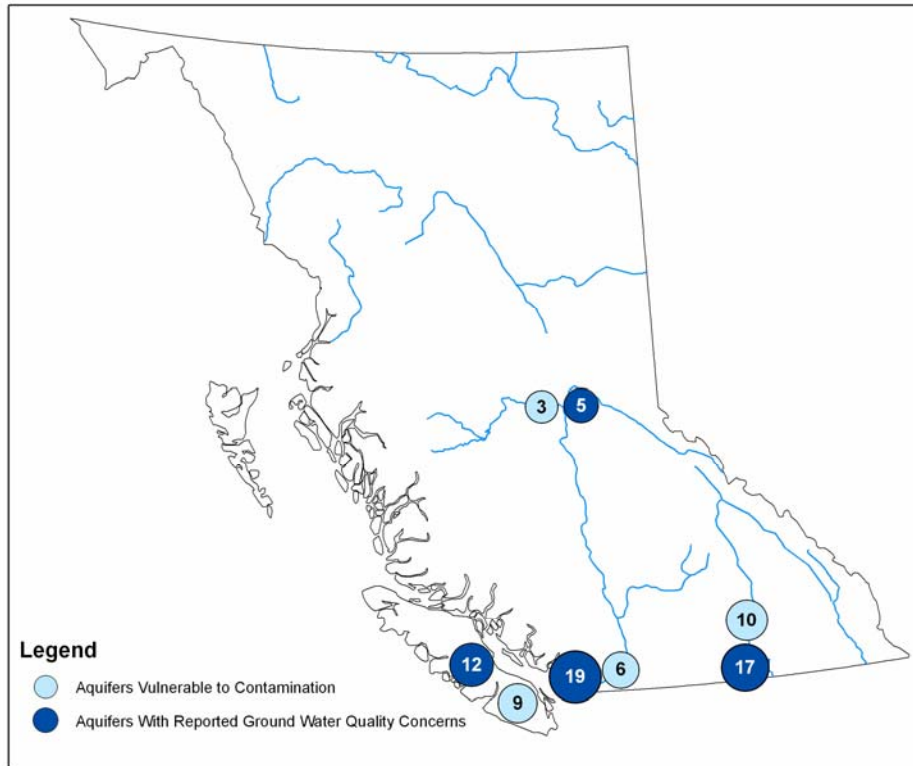 3
5
10
12
19
6
17
9
Legend
Aquifers Vulnerable to Contamination
Aquifers With Reported Ground Water Quality Concerns